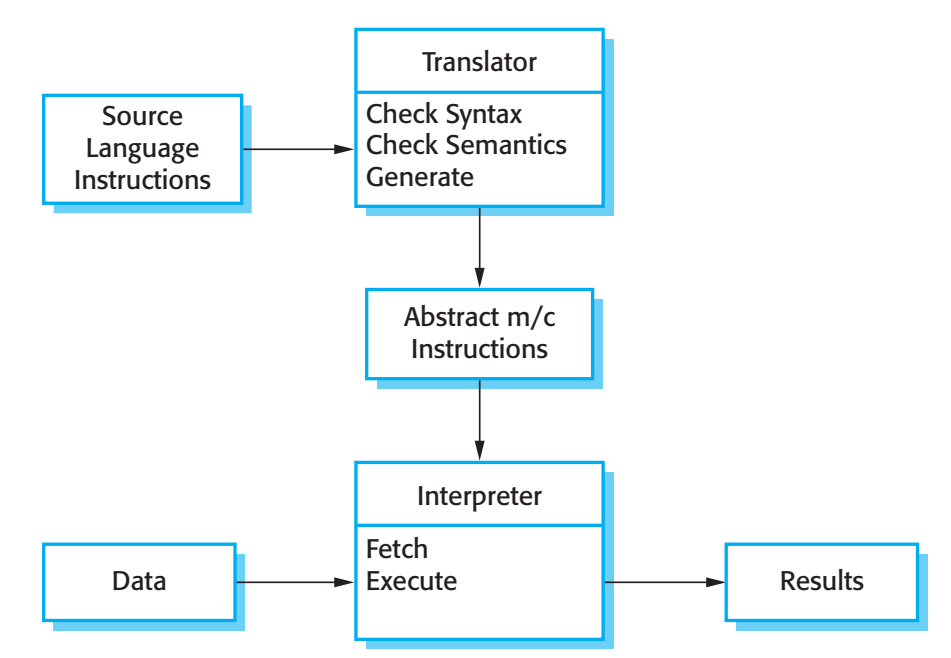 Translator
Check Syntax
Check Semantics
Generate
Source
Language
Instructions
Abstract m/c
Instructions
Interpreter
Fetch
Execute
Data
Results